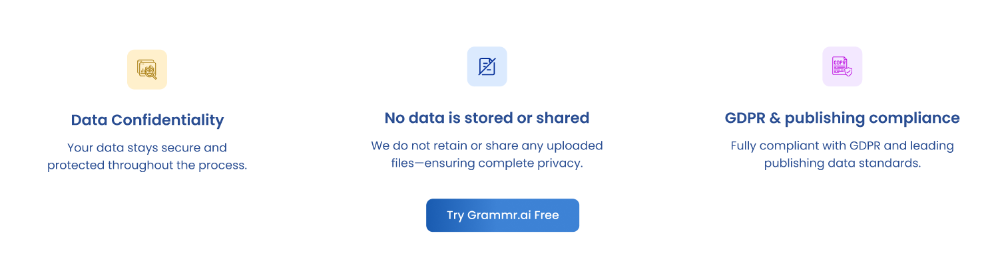 Data Confidentiality
Your data stays secure and
protected throughout the process.
No data is stored or shared
We do not retain or share any uploaded
files—ensuring complete privacy.
GDPR
GDPR & publishing compliance
Fully compliant with GDPR and leading
publishing data standards.
Try Grammr.ai Free